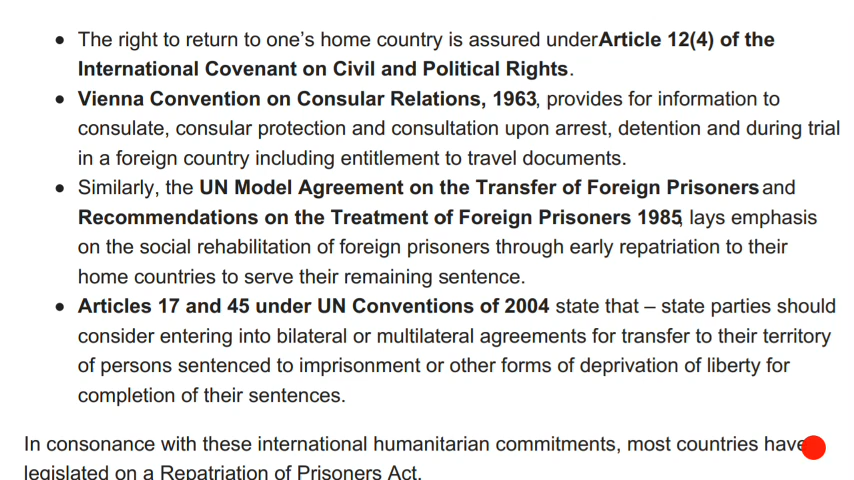 • The right to return to one’s home country is assured underArticle 12(4) of the
International Covenant on Civil and Political Rights.
• Vienna Convention on Consular Relations, 1963, provides for information to
consulate, consular protection and consultation upon arrest, detention and during trial
in a foreign country including entitlement to travel documents.
• Similarly, the UN Model Agreement on the Transfer of Foreign Prisoners and
Recommendations on the Treatment of Foreign Prisoners 1985, lays emphasis
on the social rehabilitation of foreign prisoners through early repatriation to their
home countries to serve their remaining sentence.
• Articles 17 and 45 under UN Conventions of 2004 state that – state parties should
consider entering into bilateral or multilateral agreements for transfer to their territory
of persons sentenced to imprisonment or other forms of deprivation of liberty for
completion of their sentences.
In consonance with these international humanitarian commitments, most countries have
legislated on a Repatriation of Prisoners Act.